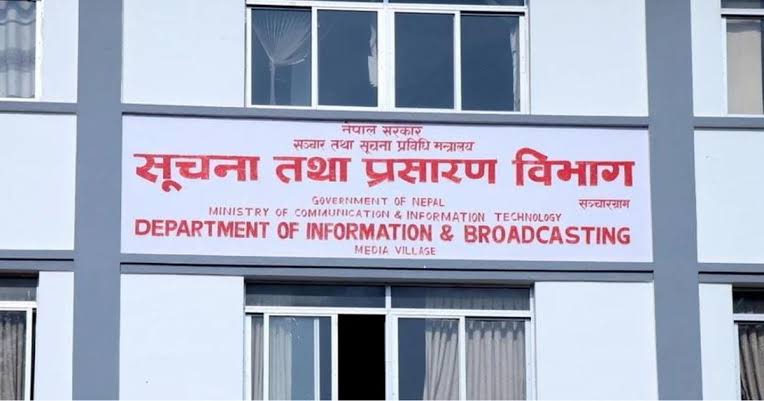 नेपाल सरकार
सञ्चार तथा सूचना प्रविधि मन्त्रालय
सूचना तथा प्रसारण विभाग
सञ्चारग्राम
GOVERNMENT OF NEPAL
MINISTRY OF COMMUNICATION & INFORMATION TECHNOLOGY
DEPARTMENT OF INFORMATION & BROADCASTING
MEDIA VILLAGE